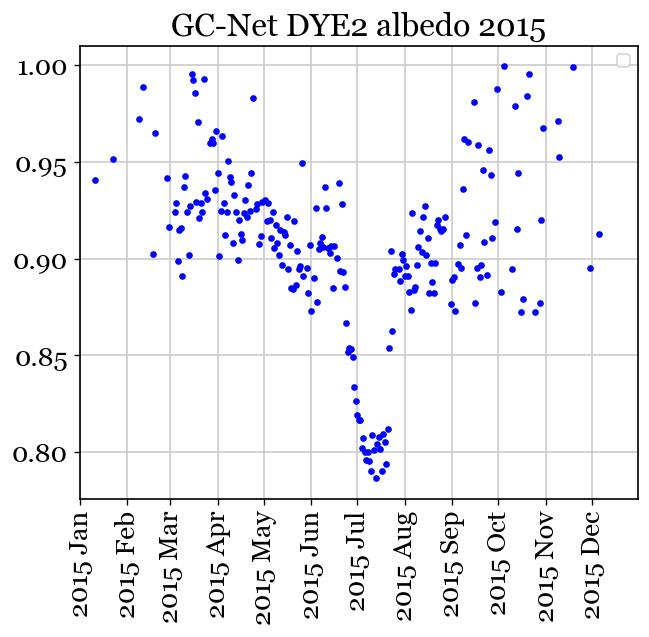 GC-Net DYE2 albedo 2015
1.00
0.95
0.90
0.85
0.80
2015 Jan
2015 Feb
2015 Mar
2015 Apr
2015 May
2015 Jun
2015 Jul
2015 Aug
2015 Sep
2015 Oct
2015 Nov
2015 Dec